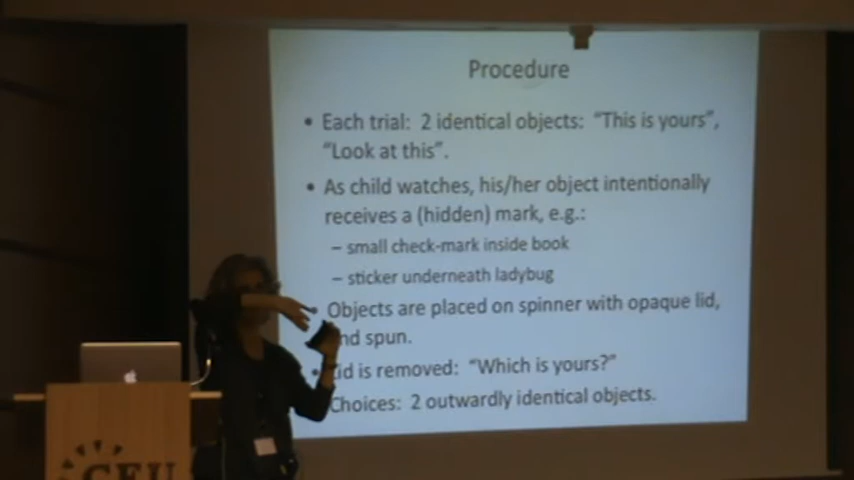 Procedure
• Each trial: 2 identical objects: “This is yours”,
“Look at this”.
• As child watches, his/her object intentionally
receives a (hidden) mark, e.g.:
– small check-mark inside book
– sticker underneath ladybug
Objects are placed on spinner with opaque lid,
and spun.
• Lid is removed: “Which is yours?”
Choices: 2 outwardly identical objects.
CEU